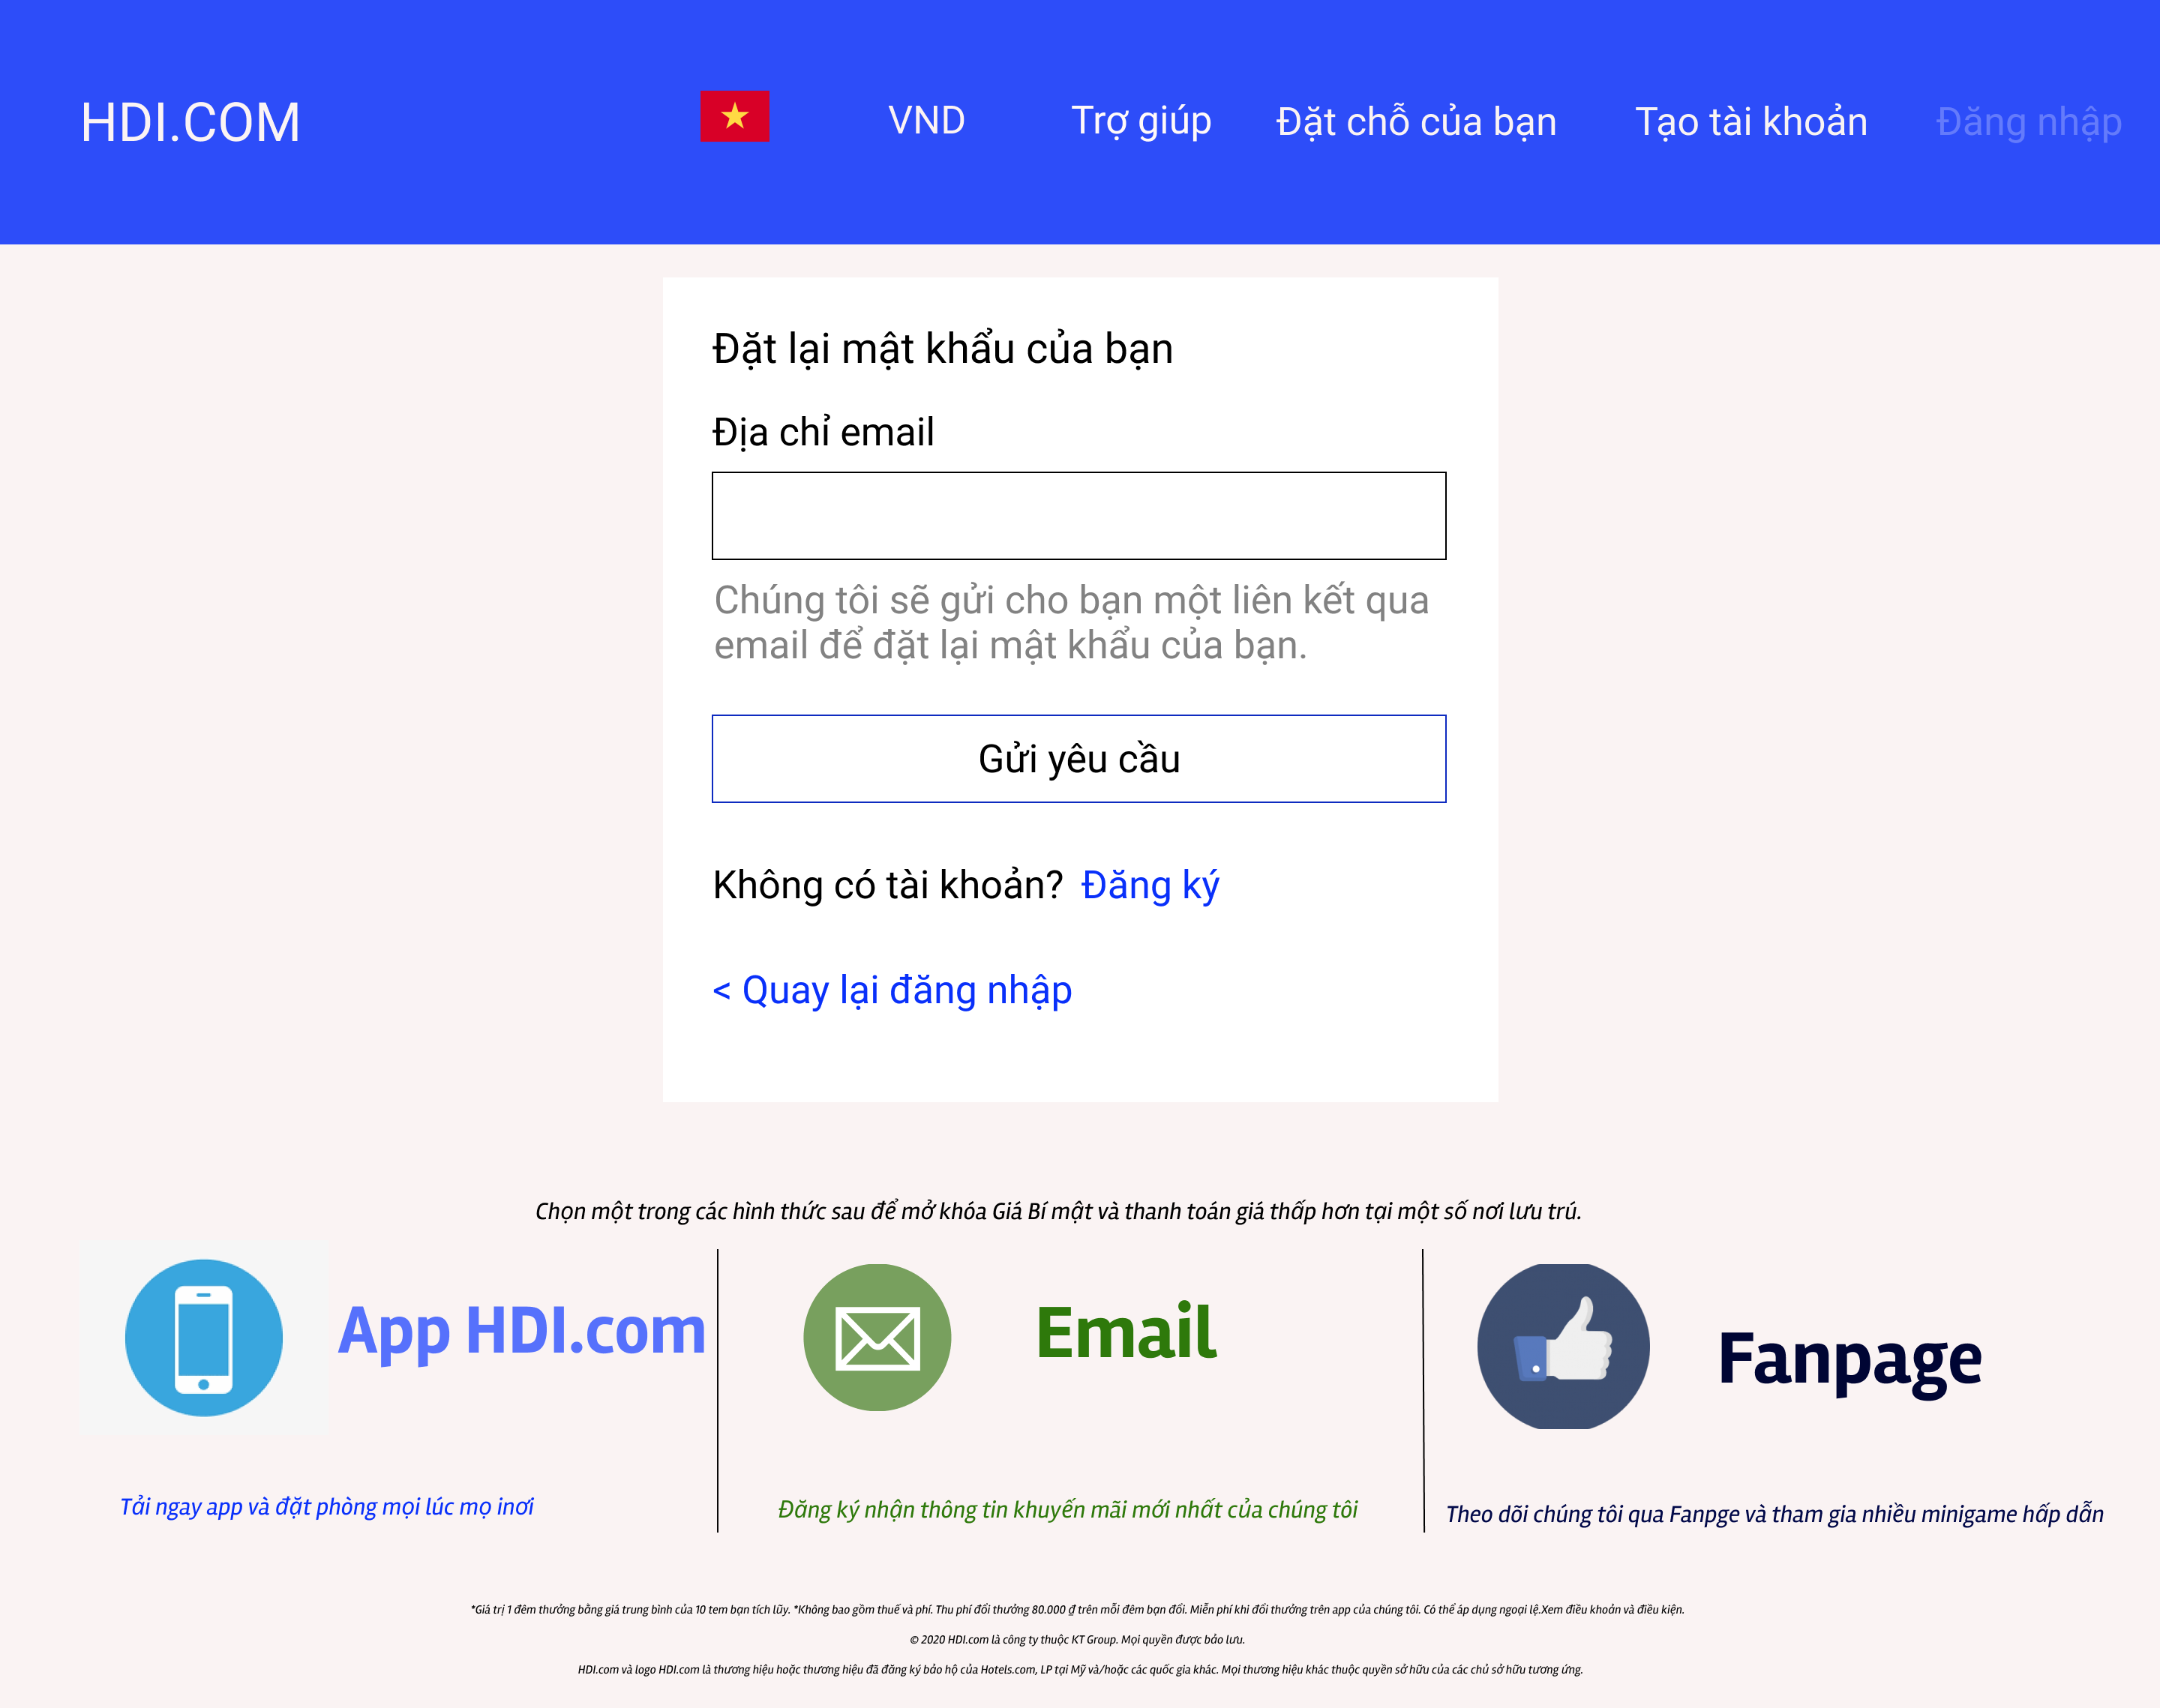 HDI.COM
VND
Trợ giúp
Đặt chỗ của bạn
Tạo tài khoản
Đăng nhập
Đặt lại mật khẩu của bạn
Địa chỉ email
Chúng tôi sẽ gửi cho bạn một liên kết qua
email để đặt lại mật khẩu của bạn.
Gửi yêu cầu
Không có tài khoản? Đăng ký
< Quay lại đăng nhập
Chọn một trong các hình thức sau để mở khóa Giá Bí mật và thanh toán giá thấp hơn tại một số nơi lưu trú.
App HDI.com
Email
Fanpage
Tải ngay app và đặt phòng mọi lúc mọ inơi
Đăng ký nhận thông tin khuyến mãi mới nhất của chúng tôi
Theo dõi chúng tôi qua Fanpge và tham gia nhiều minigame hấp dẫn
*Giá trị 1 đêm thưởng bằng giá trung bình của 10 tem bạn tích lũy. *Không bao gồm thuế và phí. Thu phí đổi thưởng 80.000 ₫ trên mỗi đêm bạn đổi. Miễn phí khi đổi thưởng trên app của chúng tôi. Có thể áp dụng ngoại lệ.Xem điều khoản và điều kiện.
© 2020 HDI.com là công ty thuộc KT Group. Mọi quyền được bảo lưu.
HDI.com và logo HDI.com là thương hiệu hoặc thương hiệu đã đăng ký bảo hộ của Hotels.com, LP tại Mỹ và/hoặc các quốc gia khác. Mọi thương hiệu khác thuộc quyền sở hữu của các chủ sở hữu tương ứng.